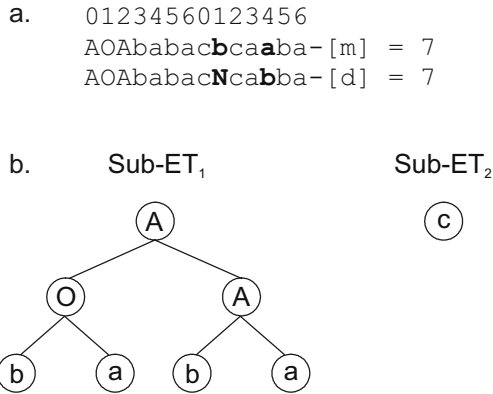 a.
01234560123456
AOAbabacbcaaba-[m] = 7
AOAbabacNcabba-[d] = 7
b.
Sub-ET₁ Sub-ET₂
A c
O A
b a b a